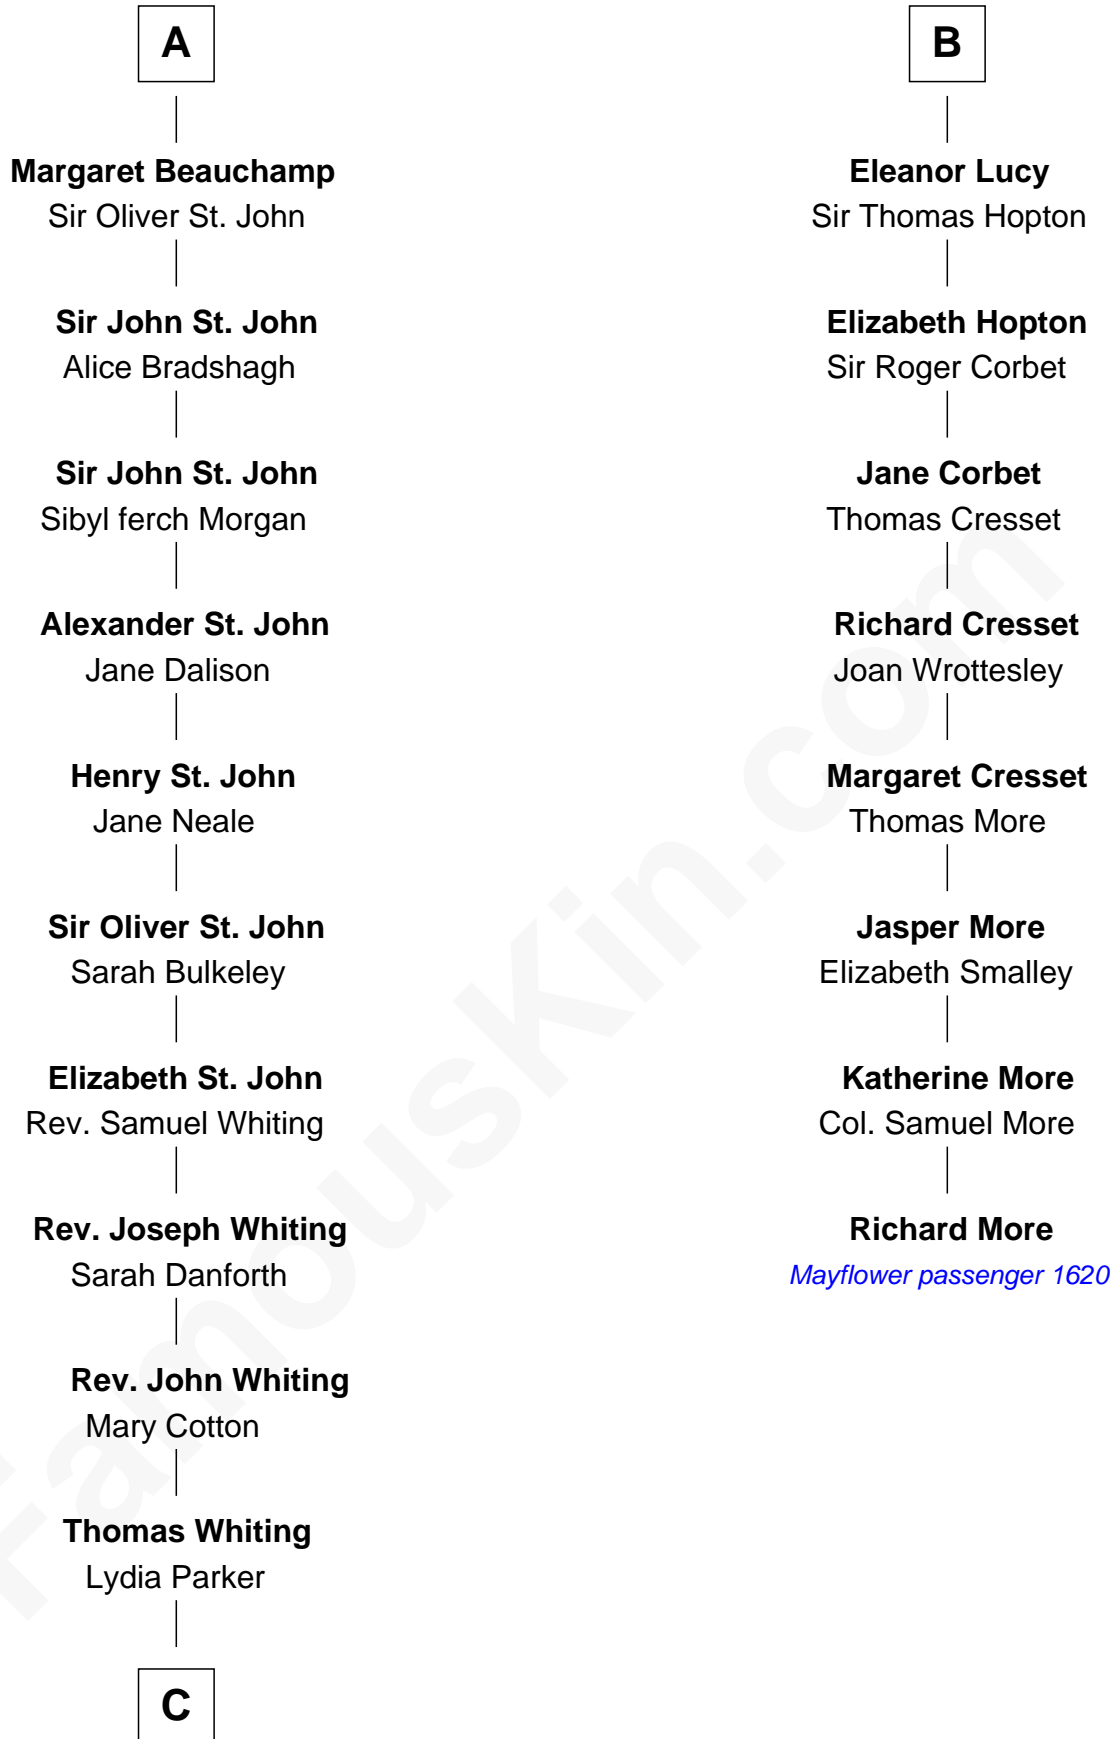 A
Margaret Beauchamp
Sir Oliver St. John
Sir John St. John
Alice Bradshagh
Sir John St. John
Sibyl ferch Morgan
Alexander St. John
Jane Dalison
Henry St. John
Jane Neale
Sir Oliver St. John
Sarah Bulkeley
Elizabeth St. John
Rev. Samuel Whiting
Rev. Joseph Whiting
Sarah Danforth
Rev. John Whiting
Mary Cotton
Thomas Whiting
Lydia Parker
C
B
Eleanor Lucy
Sir Thomas Hopton
Elizabeth Hopton
Sir Roger Corbet
Jane Corbet
Thomas Cresset
Richard Cresset
Joan Wrottesley
Margaret Cresset
Thomas More
Jasper More
Elizabeth Smalley
Katherine More
Col. Samuel More
Richard More
Mayflower passenger 1620
FamousKin.com